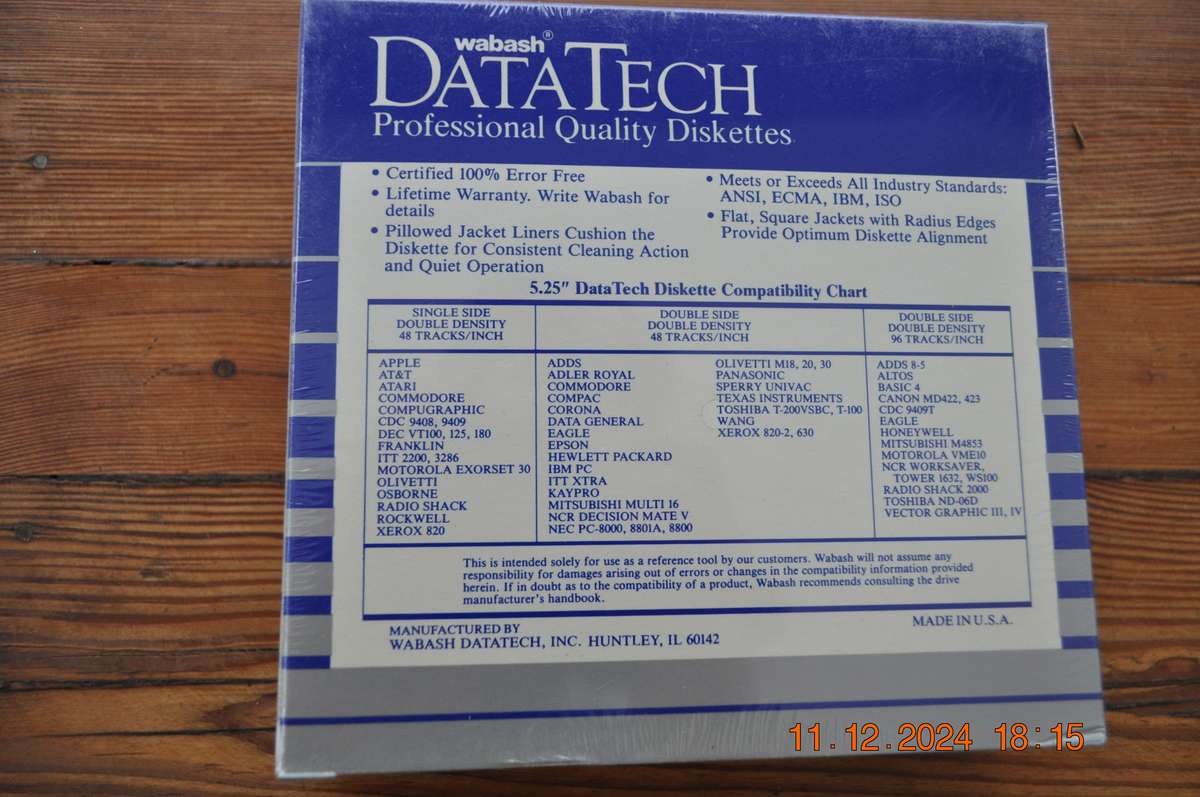 wabash®
DATATECH
Professional Quality Diskettes
• Certified 100% Error Free
• Lifetime Warranty. Write Wabash for
details
• Pillowed Jacket Liners Cushion the
Diskette for Consistent Cleaning Action
and Quiet Operation
• Meets or Exceeds All Industry Standards:
ANSI, ECMA, IBM, ISO
• Flat, Square Jackets with Radius Edges
Provide Optimum Diskette Alignment
5.25" DataTech Diskette Compatibility Chart
SINGLE SIDE
DOUBLE DENSITY
48 TRACKS/INCH
APPLE
AT&T
ATARI
COMMODORE
COMPUGRAPHIC
CDC 9408, 9409
DEC VT100, 125, 180
FRANKLIN
ITT 2200, 3286
MOTOROLA EXORSET 30
OLIVETTI
OSBORNE
RADIO SHACK
ROCKWELL
XEROX 820
DOUBLE SIDE
DOUBLE DENSITY
48 TRACKS/INCH
ADDS
ADLER ROYAL
COMMODORE
COMPAC
CORONA
DATA GENERAL
EAGLE
EPSON
HEWLETT PACKARD
IBM PC
ITT XTRA
KAYPRO
MITSUBISHI MULTI 16
NCR DECISION MATE V
NEC PC-8000, 8801A, 8800
OLIVETTI M18, 20, 30
PANASONIC
SPERRY UNIVAC
TEXAS INSTRUMENTS
TOSHIBA T-200VSBC, T-100
WANG
XEROX 820-2, 630
DOUBLE SIDE
DOUBLE DENSITY
96 TRACKS/INCH
ADDS 8-5
ALTOS
BASIC 4
CANON MD422, 423
CDC 9409T
EAGLE
HONEYWELL
MITSUBISHI M4853
MOTOROLA VME10
NCR WORKSAVER,
TOWER 1632, WS100
RADIO SHACK 2000
TOSHIBA ND-06D
VECTOR GRAPHIC III, IV
This is intended solely for use as a reference tool by our customers. Wabash will not assume any
responsibility for damages arising out of errors or changes in the compatibility information provided
herein. If in doubt as to the compatibility of a product, Wabash recommends consulting the drive
manufacturer's handbook.
MANUFACTURED BY
WABASH DATATECH, INC. HUNTLEY, IL 60142
MADE IN U.S.A.
11.12.2024 18:15